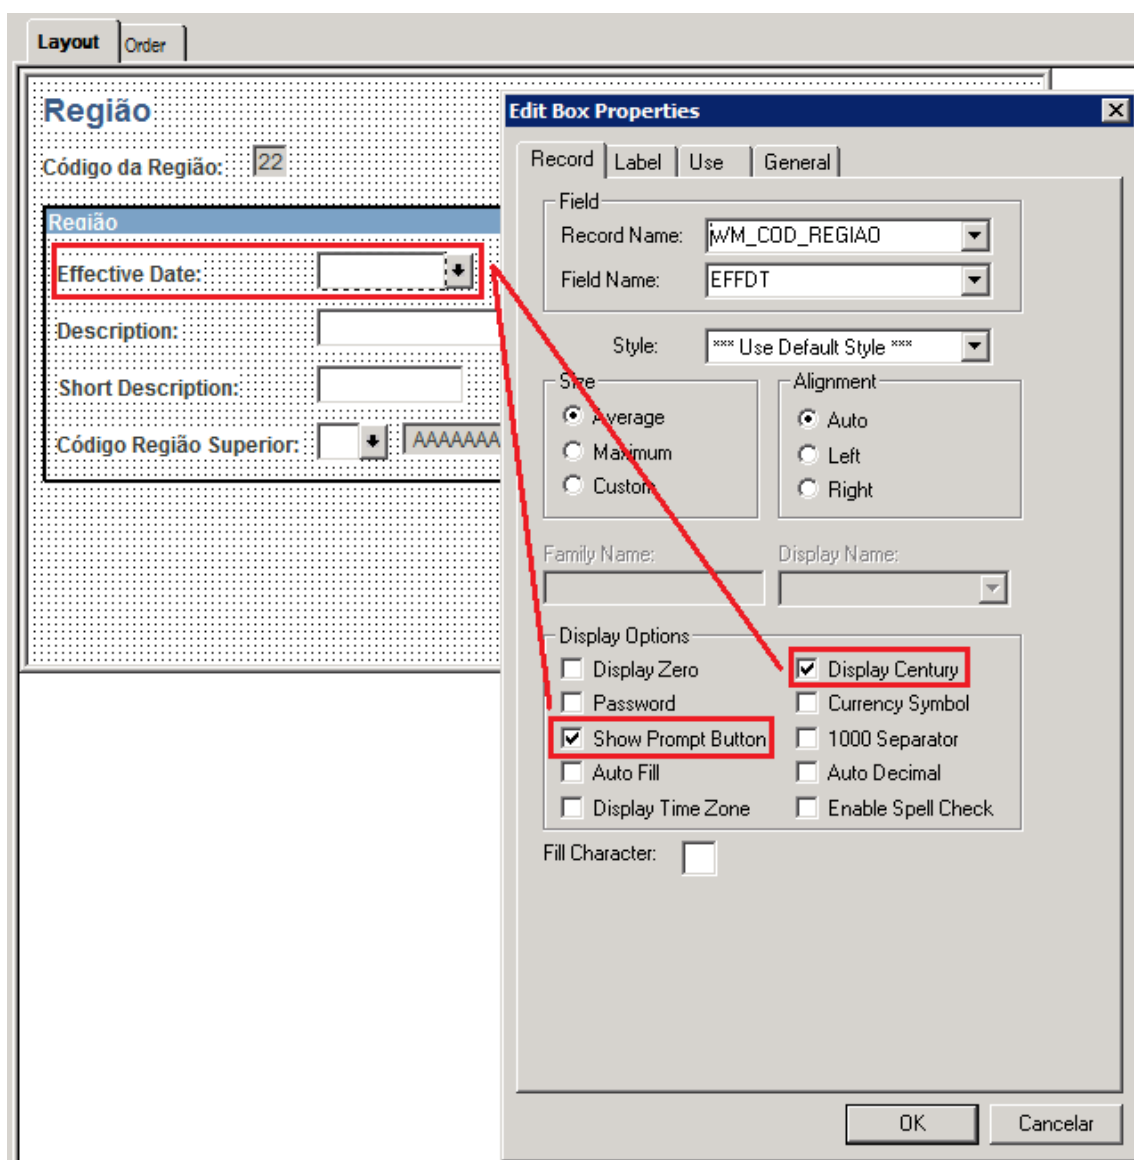 Layout Order
Região
Código da Região: 22
Região
Effective Date:
Description:
Short Description:
Código Região Superior: AAAAAAA
Edit Box Properties
Record Label Use General
Field
Record Name: WM_COD_REGIAO
Field Name: EFFDT
Style: *** Use Default Style ***
Size
Average
Maximum
Custom
Alignment
Auto
Left
Right
Family Name: Display Name:
Display Options
Display Zero Display Century
Password Currency Symbol
Show Prompt Button 1000 Separator
Auto Fill Auto Decimal
Display Time Zone Enable Spell Check
Fill Character:
OK Cancelar